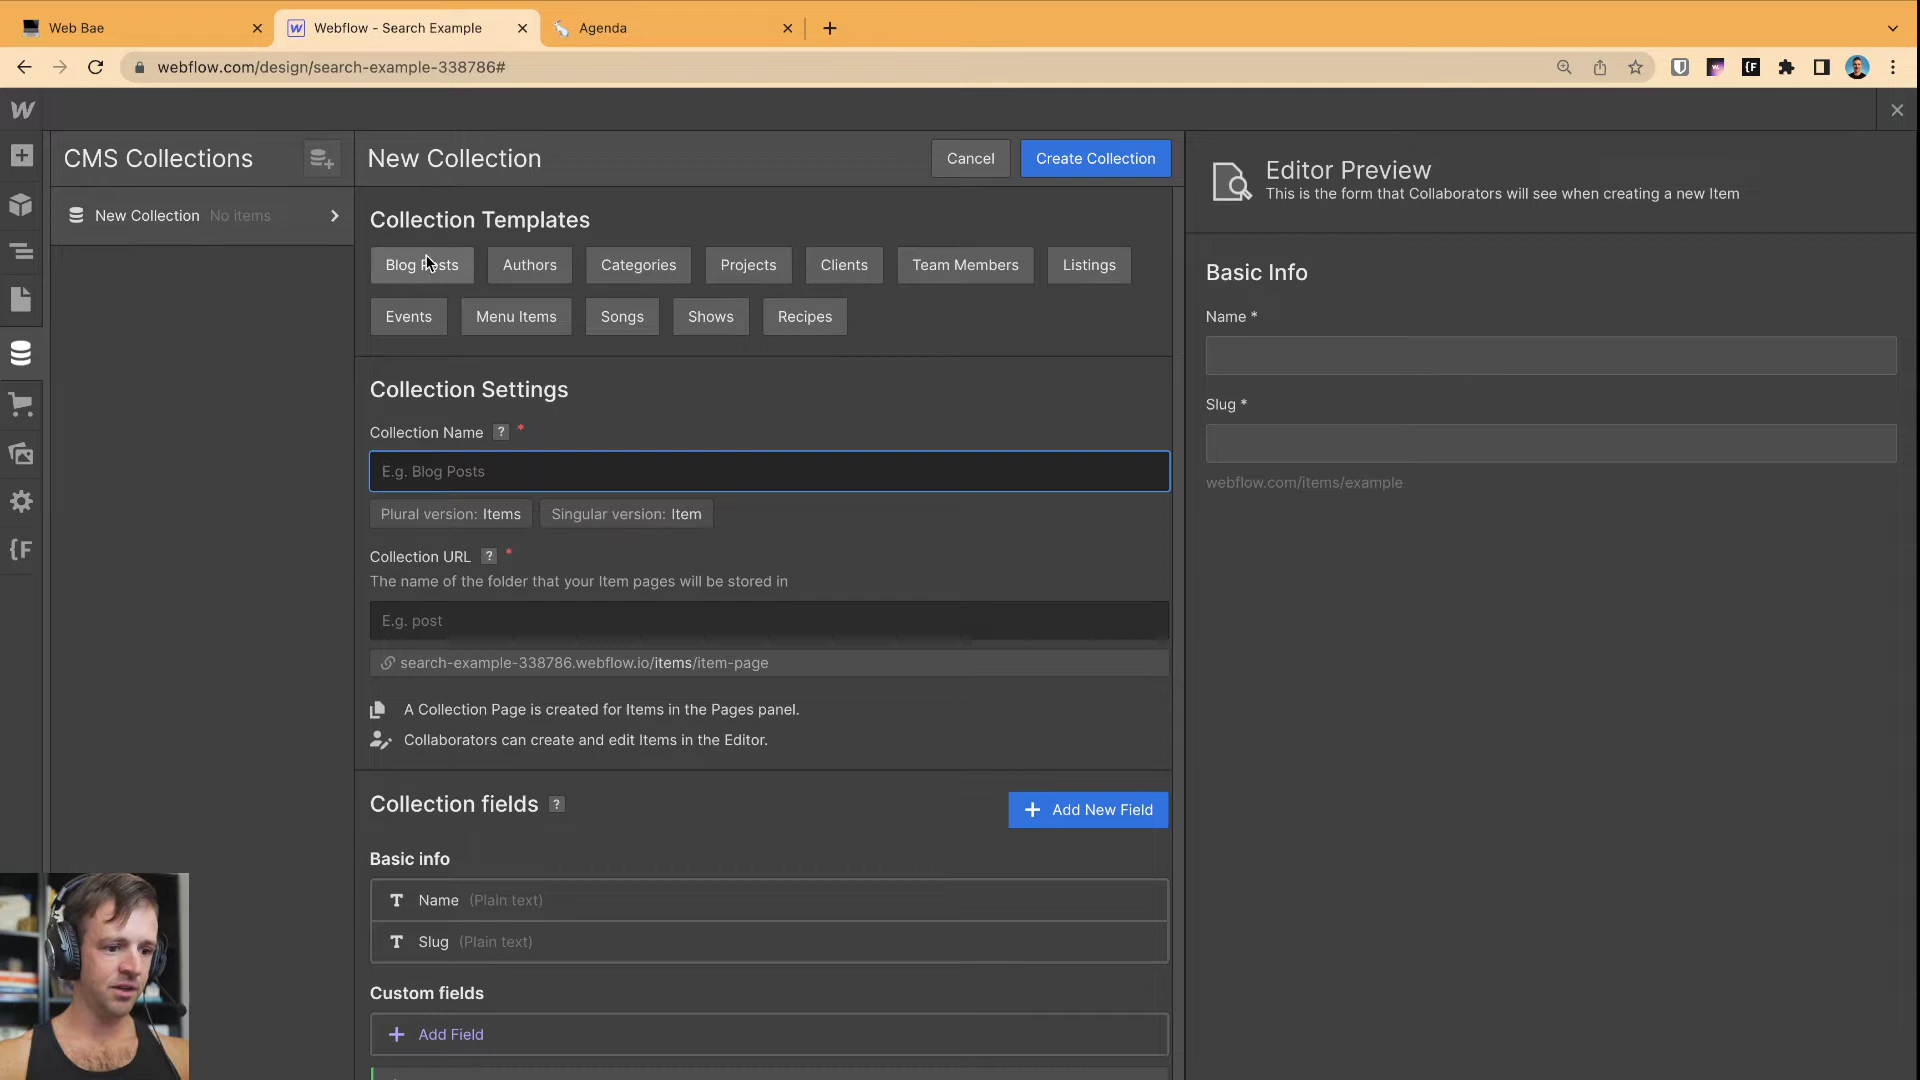 Web Bae
Webflow - Search Example
Agenda
webflow.com/design/search-example-338786#
CMS Collections
New Collection No items
New Collection
Cancel
Create Collection
Collection Templates
Blog Posts
Authors
Categories
Projects
Clients
Team Members
Listings
Events
Menu Items
Songs
Shows
Recipes
Collection Settings
Collection Name ? *
E.g. Blog Posts
Plural version: Items
Singular version: Item
Collection URL ? *
The name of the folder that your Item pages will be stored in
E.g. post
search-example-338786.webflow.io/items/item-page
A Collection Page is created for Items in the Pages panel.
Collaborators can create and edit Items in the Editor.
Collection fields ?
+ Add New Field
Basic info
T Name (Plain text)
T Slug (Plain text)
Custom fields
+ Add Field
Editor Preview
This is the form that Collaborators will see when creating a new Item
Basic Info
Name *
Slug *
webflow.com/items/example